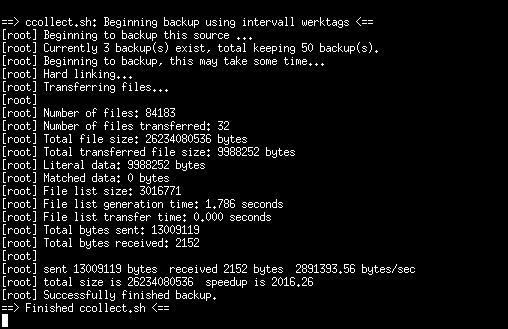 ==> ccollect.sh: Beginning backup using intervall werktags <==
[root] Beginning to backup this source ...
[root] Currently 3 backup(s) exist, total keeping 50 backup(s).
[root] Beginning to backup, this may take some time...
[root] Hard linking...
[root] Transferring files...
[root]
[root] Number of files: 84183
[root] Number of files transferred: 32
[root] Total file size: 26234080536 bytes
[root] Total transferred file size: 9988252 bytes
[root] Literal data: 9988252 bytes
[root] Matched data: 0 bytes
[root] File list size: 3016771
[root] File list generation time: 1.786 seconds
[root] File list transfer time: 0.000 seconds
[root] Total bytes sent: 13009119
[root] Total bytes received: 2152
[root]
[root] sent 13009119 bytes  received 2152 bytes  2891393.56 bytes/sec
[root] total size is 26234080536  speedup is 2016.26
[root] Successfully finished backup.
==> Finished ccollect.sh <==